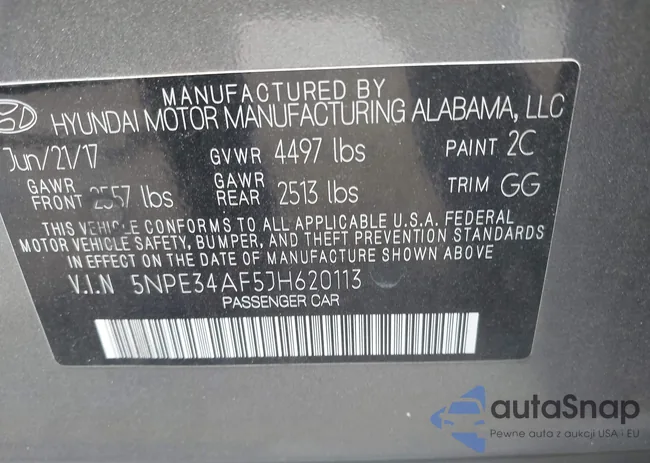 MANUFACTURED BY
HYUNDAI MOTOR MANUFACTURING ALABAMA, LLC
Jun/21/17 GVWR 4497 lbs PAINT 2C
GAWR FRONT 2557 lbs GAWR REAR 2513 lbs TRIM GG
THIS VEHICLE CONFORMS TO ALL APPLICABLE U.S.A. FEDERAL
MOTOR VEHICLE SAFETY, BUMPER, AND THEFT PREVENTION STANDARDS
IN EFFECT ON THE DATE OF MANUFACTURE SHOWN ABOVE
V.I.N 5NPE34AF5JH620113
PASSENGER CAR
autaSnap
Pewne auta z aukcji USA i EU